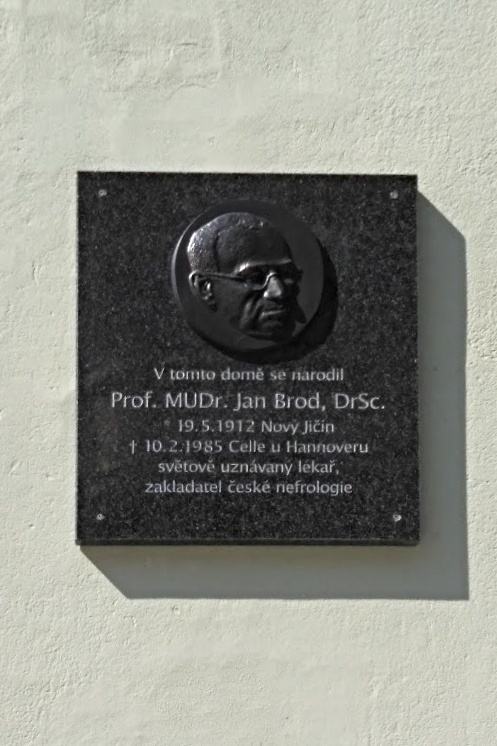 V tomto domě se narodil
Prof. MUDr. Jan Brod, DrSc.
* 19.5.1912 Nový Jičín
† 10.2.1985 Celle u Hannoveru
světově uznávany lékař,
zakladatel české nefrologie